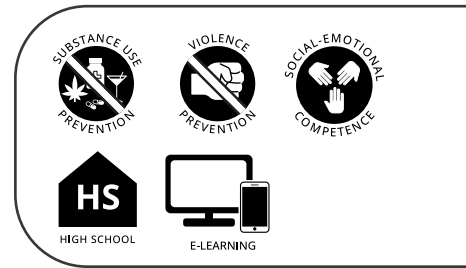 SUBSTANCE USE
PREVENTION
VIOLENCE
PREVENTION
SOCIAL-EMOTIONAL
COMPETENCE
HS
HIGH SCHOOL
E-LEARNING